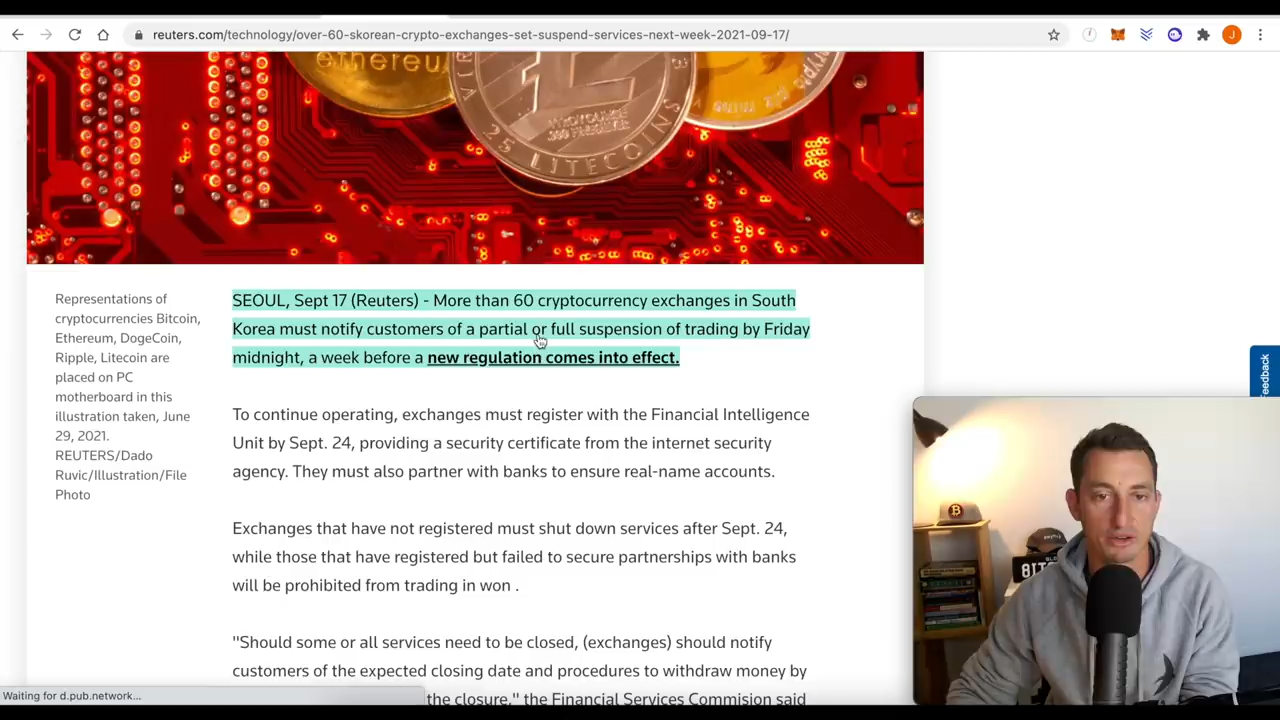 reuters.com/technology/over-60-skorean-crypto-exchanges-set-suspend-services-next-week-2021-09-17/
J
ethereum
25 LITECOINS
SEOUL, Sept 17 (Reuters) - More than 60 cryptocurrency exchanges in South
Korea must notify customers of a partial or full suspension of trading by Friday
midnight, a week before a new regulation comes into effect.
Representations of
cryptocurrencies Bitcoin,
Ethereum, DogeCoin,
Ripple, Litecoin are
placed on PC
motherboard in this
illustration taken, June
29, 2021.
REUTERS/Dado
Ruvic/Illustration/File
Photo
To continue operating, exchanges must register with the Financial Intelligence
Unit by Sept. 24, providing a security certificate from the internet security
agency. They must also partner with banks to ensure real-name accounts.
Exchanges that have not registered must shut down services after Sept. 24,
while those that have registered but failed to secure partnerships with banks
will be prohibited from trading in won .
"Should some or all services need to be closed, (exchanges) should notify
customers of the expected closing date and procedures to withdraw money by
the closure," the Financial Services Commision said
Feedback
Waiting for d.pub.network...